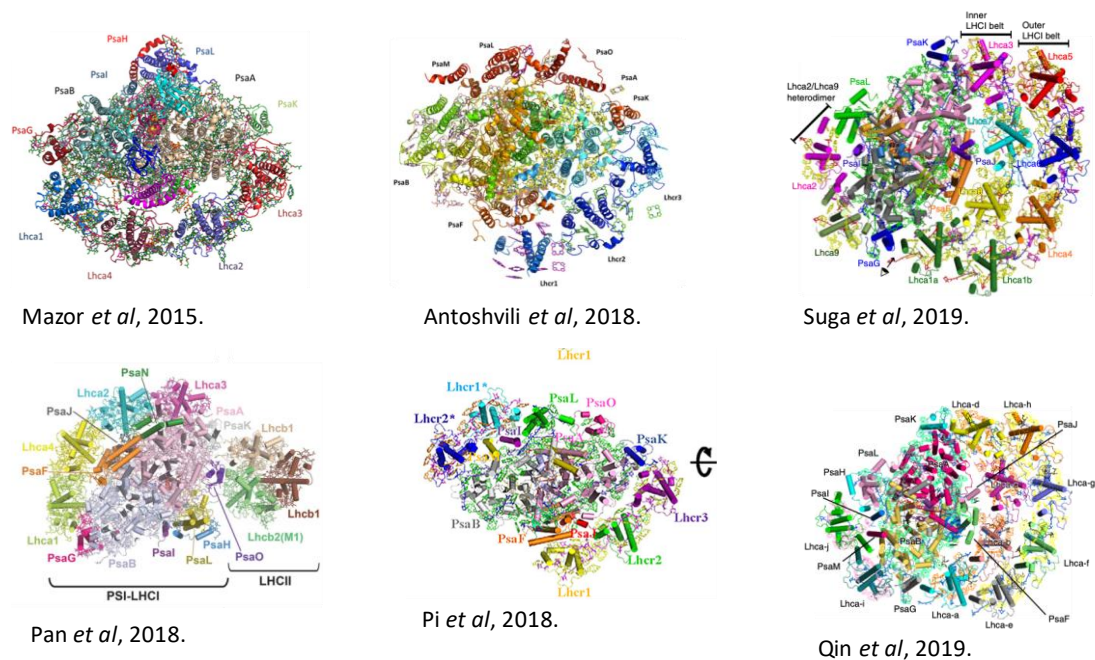 PsaH
PsaL
PsaI
PsaA
PsaB
PsaK
PsaG
Lhca3
Lhca1
Lhca4
Lhca2
Mazor et al, 2015.
PsaL
PsaO
PsaM
PsaA
PsaK
PsaB
Lhcr3
PsaF
Lhcr2
Lhcr1
Antoshvili et al, 2018.
Inner
LHCI belt
Outer
LHCI belt
PsaK
Lhca3
Lhca5
PsaL
Lhca2/Lhca9
heterodimer
Lhca7
PsaI
PsaJ
Lhca6
Lhca2
Lhca9
PsaG
Lhca4
Lhca1a
Lhca1b
Suga et al, 2019.
PsaN
Lhca2
Lhca3
PsaJ
PsaA
PsaK
Lhcb1
Lhca4
PsaF
Lhcb1
Lhca1
Lhcb2(M1)
PsaG
PsaB
PsaI
PsaL
PsaH
PsaO
LHCII
PSI-LHCI
Pan et al, 2018.
Lhcr1
Lhcr1*
PsaL
PsaO
Lhcr2*
PsaI
PsaA
PsaK
PsaB
Lhcr3
PsaF
PsaJ
Lhcr2
Lhcr1
Pi et al, 2018.
Lhca-d
Lhca-h
PsaK
PsaJ
PsaL
PsaH
Lhca-g
PsaI
Lhca-j
PsaB
Lhca-b
Lhca-f
PsaM
Lhca-i
PsaG
Lhca-a
Lhca-e
PsaF
Qin et al, 2019.